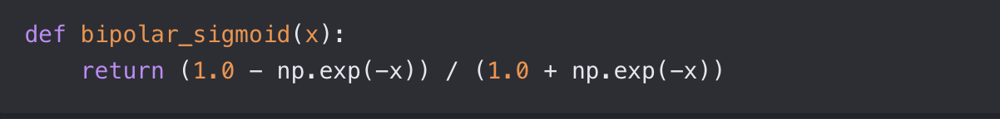 def bipolar_sigmoid(x):
    return (1.0 - np.exp(-x)) / (1.0 + np.exp(-x))